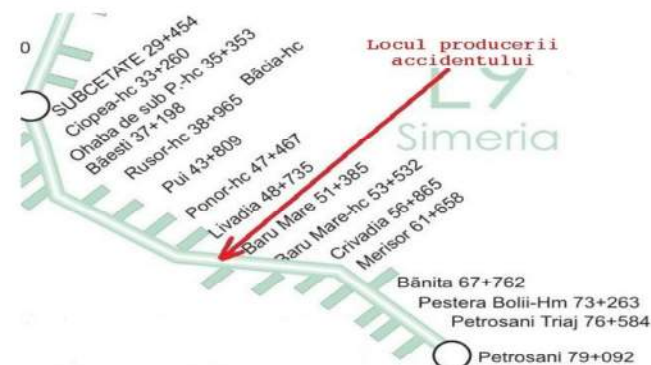 0
SUBCETATE 29+454
Ciopea-hc 33+260
Ohaba de sub P.-hc 35+353
Băesti 37+198
Rusor-hc 38+965
Băcia-hc
Pui 43+809
Ponor-hc 47+467
Livadia 48+735
Baru Mare 51+385
Baru Mare-hc 53+532
Crivadia 56+865
Merisor 61+658
Bănita 67+762
Pestera Bolii-Hm 73+263
Petrosani Triaj 76+584
Petrosani 79+092
Locul producerii
accidentului
L9
Simeria